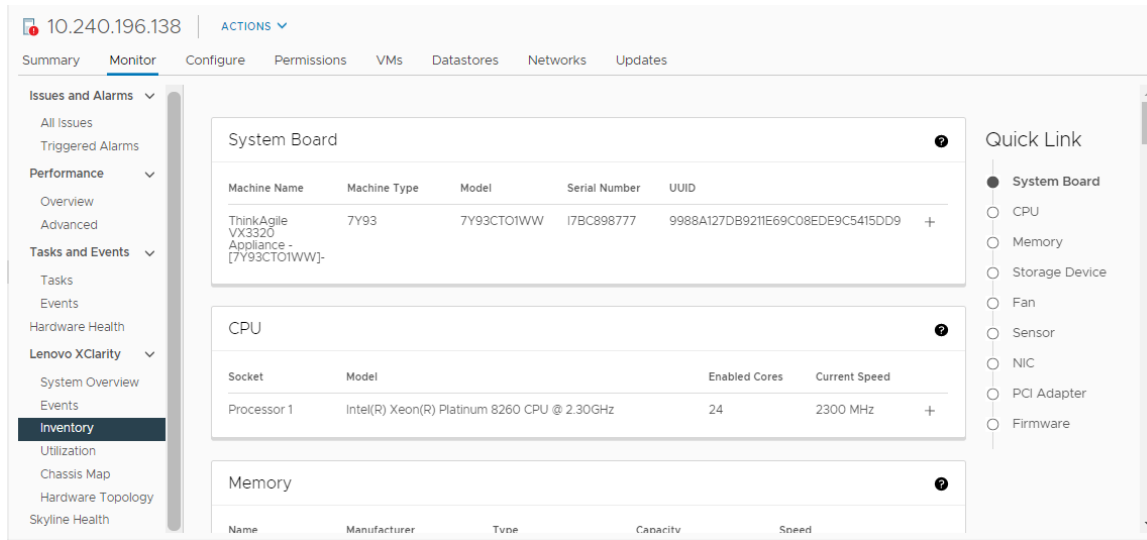 10.240.196.138 ACTIONS
Summary Monitor Configure Permissions VMs Datastores Networks Updates
Issues and Alarms
All Issues
Triggered Alarms
Performance
Overview
Advanced
Tasks and Events
Tasks
Events
Hardware Health
Lenovo XClarity
System Overview
Events
Inventory
Utilization
Chassis Map
Hardware Topology
Skyline Health
System Board
Machine Name Machine Type Model Serial Number UUID
ThinkAgile 7Y93 7Y93CTO1WW I7BC898777 9988A127DB9211E69C08EDE9C5415DD9 +
VX3320
Appliance -
[7Y93CTO1WW]-
CPU
Socket Model Enabled Cores Current Speed
Processor 1 Intel(R) Xeon(R) Platinum 8260 CPU @ 2.30GHz 24 2300 MHz +
Memory
Name Manufacturer Type Capacity Speed
Quick Link
System Board
CPU
Memory
Storage Device
Fan
Sensor
NIC
PCI Adapter
Firmware